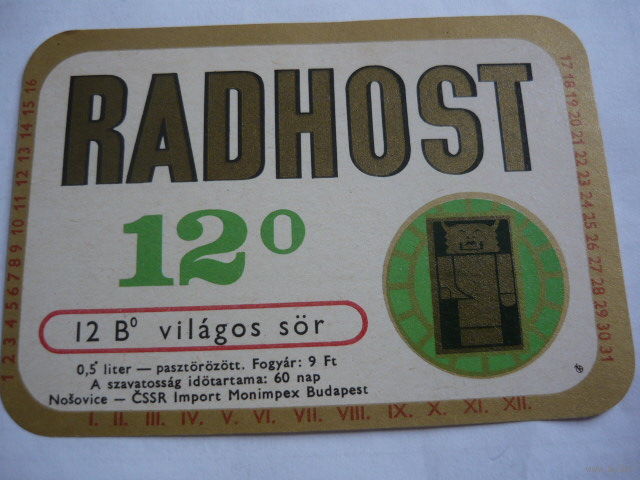 RADHOST
12º
12 Bº világos sör
0,5 liter — pasztörözött. Fogyár: 9 Ft
A szavatosság időtartama: 60 nap
Nošovice — ČSSR Import Monimpex Budapest
1 2 3 4 5 6 7 8 9 10 11 12 13 14 15 16
17 18 19 20 21 22 23 24 25 26 27 28 29 30 31
I. II. III. IV. V. VI. VII. VIII. IX. X. XI. XII.